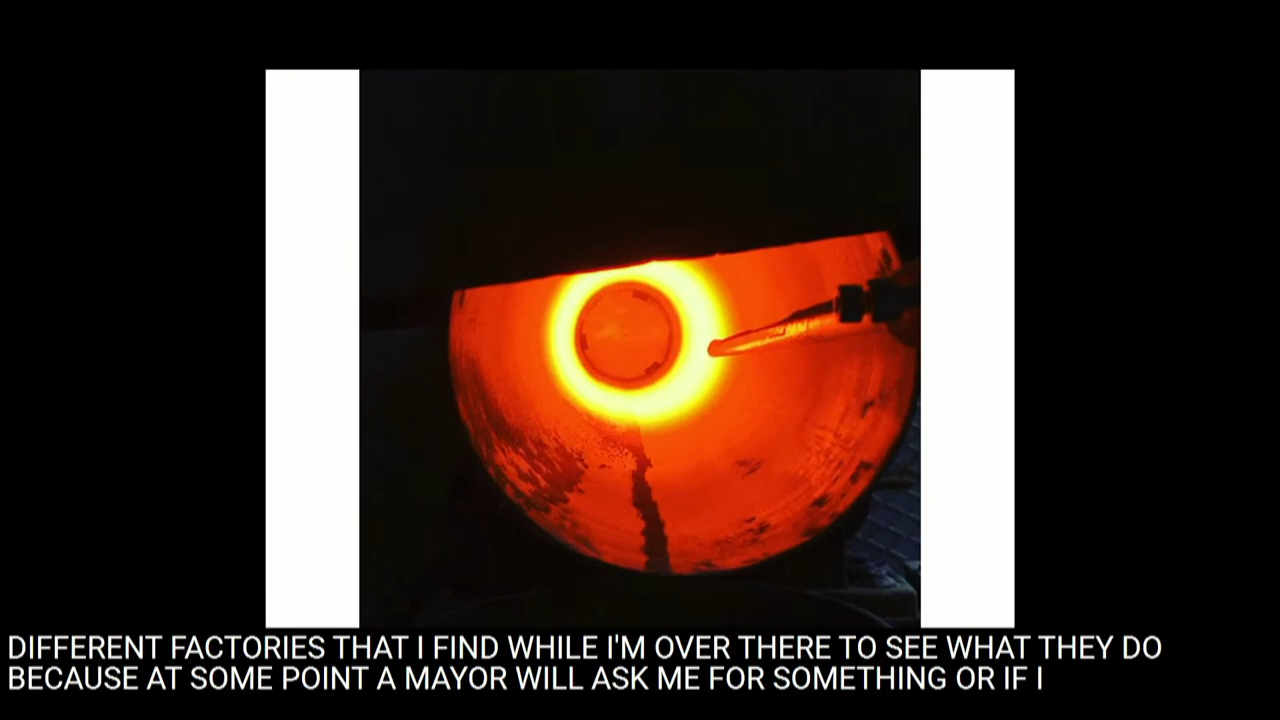 DIFFERENT FACTORIES THAT I FIND WHILE I'M OVER THERE TO SEE WHAT THEY DO
BECAUSE AT SOME POINT A MAYOR WILL ASK ME FOR SOMETHING OR IF I